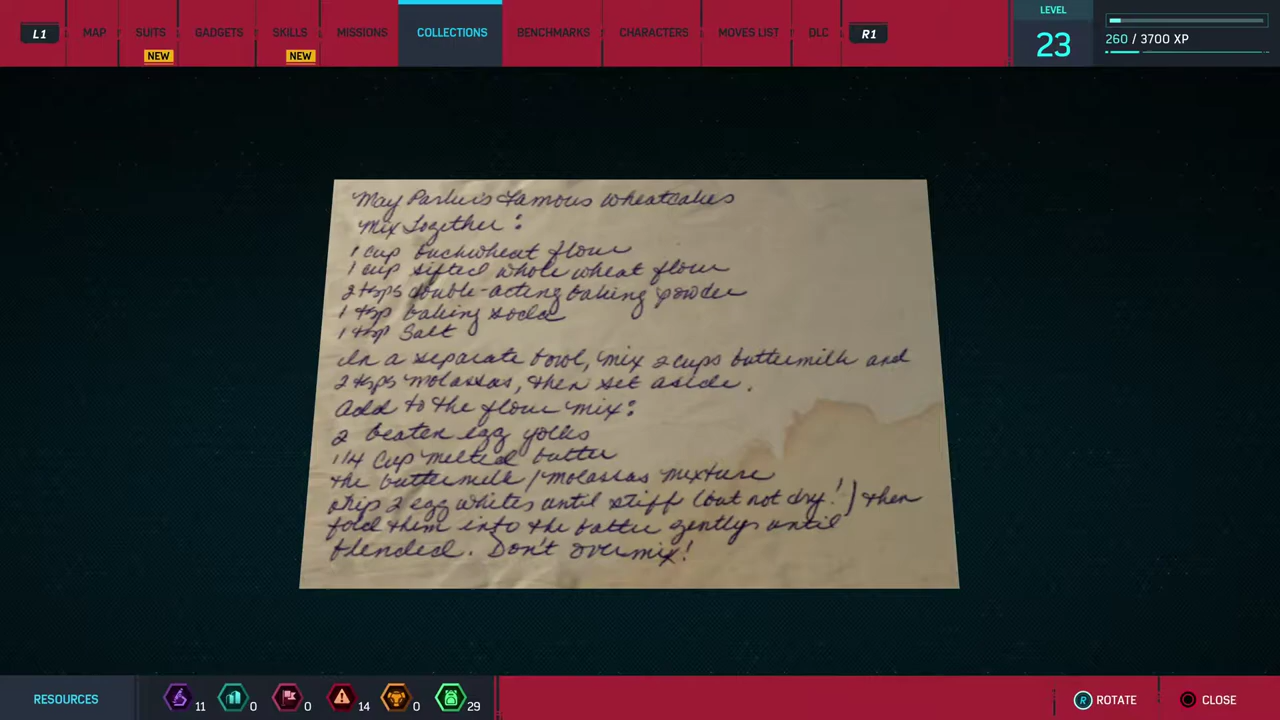 L1 MAP SUITS GADGETS SKILLS MISSIONS COLLECTIONS BENCHMARKS CHARACTERS MOVES LIST DLC R1
NEW NEW
LEVEL
23
260 / 3700 XP
May Parker's Famous wheatcakes
Mix Together:
1 cup buckwheat flour
1 cup sifted whole wheat flour
2 tsps double-acting baking powder
1 tsp baking soda
1 tsp Salt
In a separate bowl, mix 2 cups buttermilk and
2 tsps molassas, then set aside.
Add to the flour mix:
2 beaten egg yolks
1/4 cup melted butter
the buttermilk/molassas mixture
whip 2 egg whites until stiff (but not dry!) then
fold them into the batter gently until
blended. Don't overmix!
RESOURCES 11 0 0 14 0 29
R ROTATE CLOSE